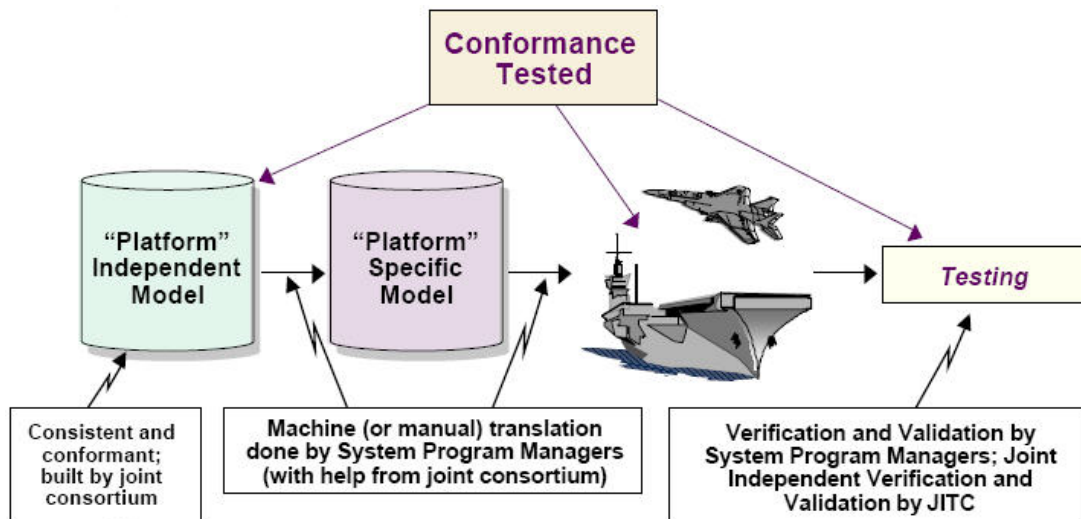 Conformance
Tested
“Platform”
Independent
Model
“Platform”
Specific
Model
Testing
Consistent and
conformant;
built by joint
consortium
Machine (or manual) translation
done by System Program Managers
(with help from joint consortium)
Verification and Validation by
System Program Managers; Joint
Independent Verification and
Validation by JITC